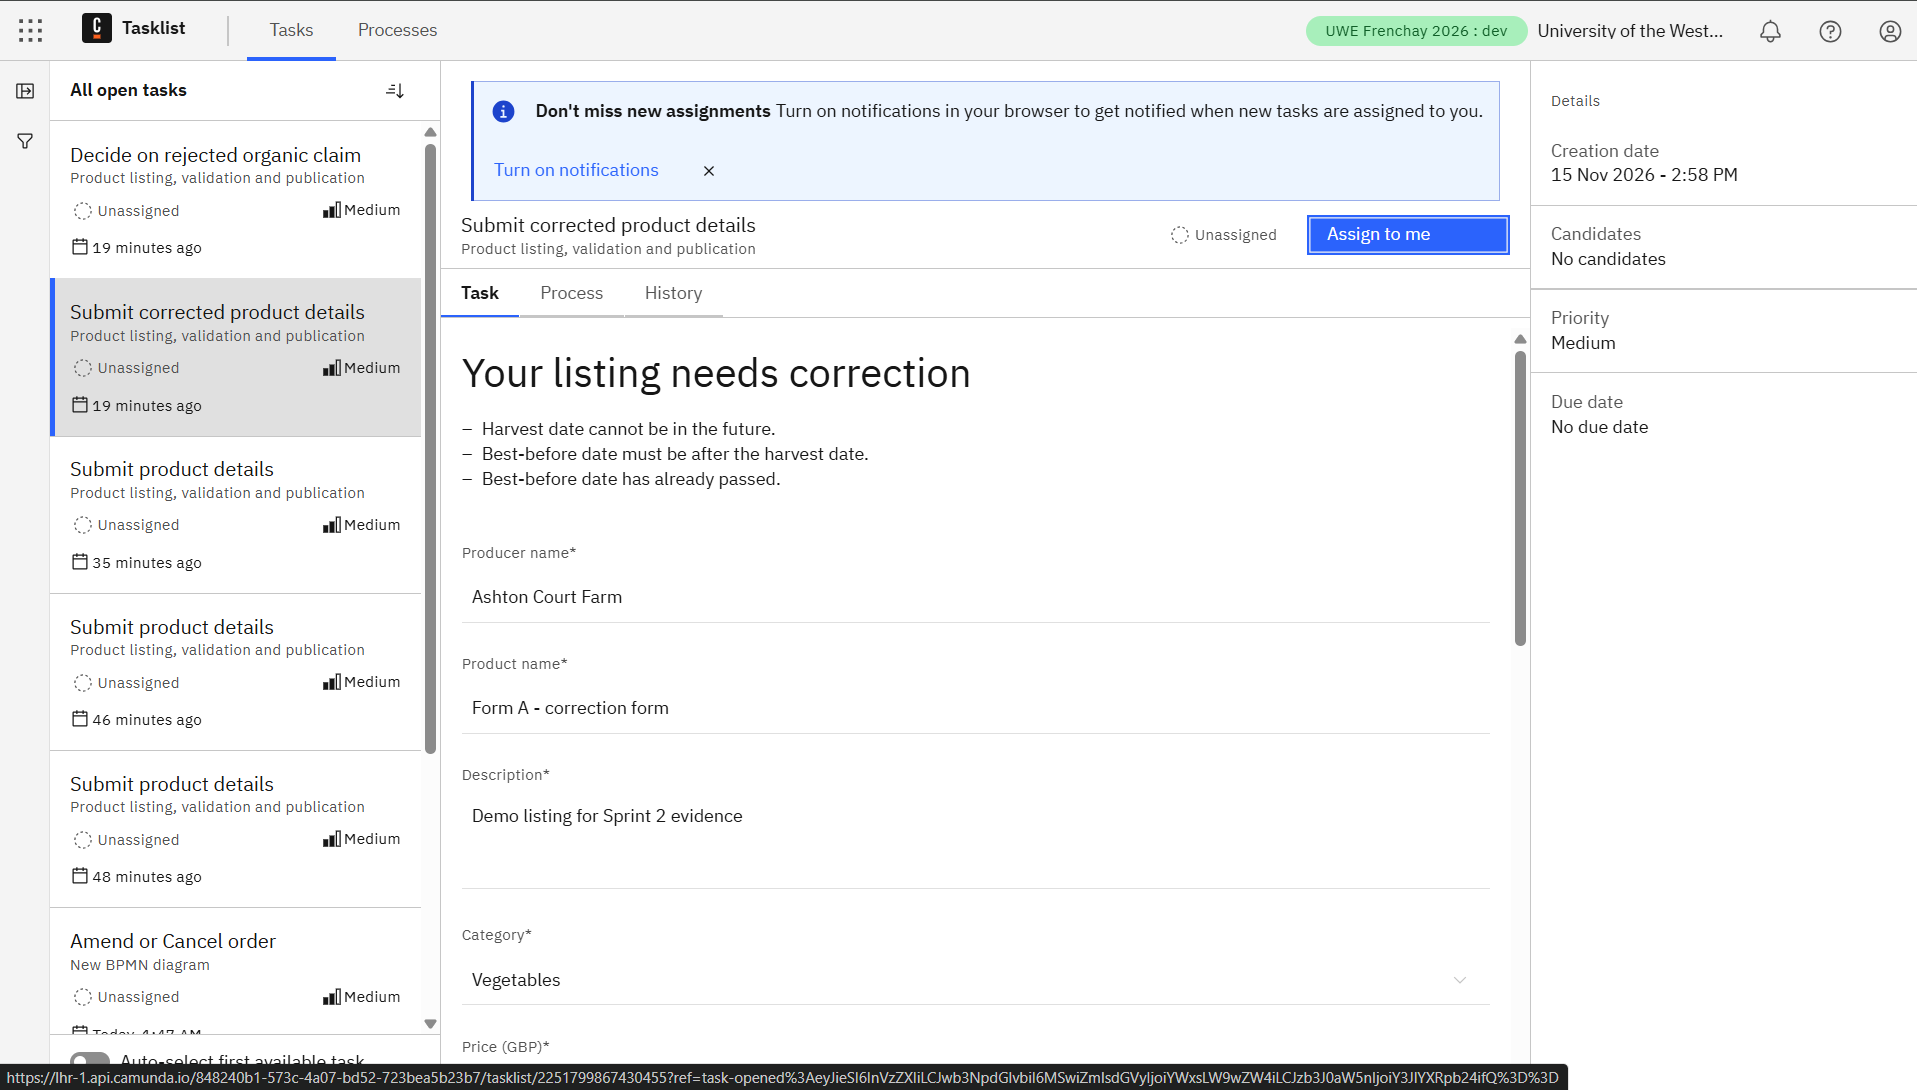 Tasklist
Tasks
Processes
UWE Frenchay 2026 : dev
University of the West...
All open tasks
Decide on rejected organic claim
Product listing, validation and publication
Unassigned
Medium
19 minutes ago
Submit corrected product details
Product listing, validation and publication
Unassigned
Medium
19 minutes ago
Submit product details
Product listing, validation and publication
Unassigned
Medium
35 minutes ago
Submit product details
Product listing, validation and publication
Unassigned
Medium
46 minutes ago
Submit product details
Product listing, validation and publication
Unassigned
Medium
48 minutes ago
Amend or Cancel order
New BPMN diagram
Unassigned
Medium
Today, 1:47 AM
Auto-select first available task
Don't miss new assignments Turn on notifications in your browser to get notified when new tasks are assigned to you.
Turn on notifications
Submit corrected product details
Product listing, validation and publication
Unassigned
Assign to me
Task
Process
History
Your listing needs correction
– Harvest date cannot be in the future.
– Best-before date must be after the harvest date.
– Best-before date has already passed.
Producer name*
Ashton Court Farm
Product name*
Form A - correction form
Description*
Demo listing for Sprint 2 evidence
Category*
Vegetables
Price (GBP)*
Details
Creation date
15 Nov 2026 - 2:58 PM
Candidates
No candidates
Priority
Medium
Due date
No due date